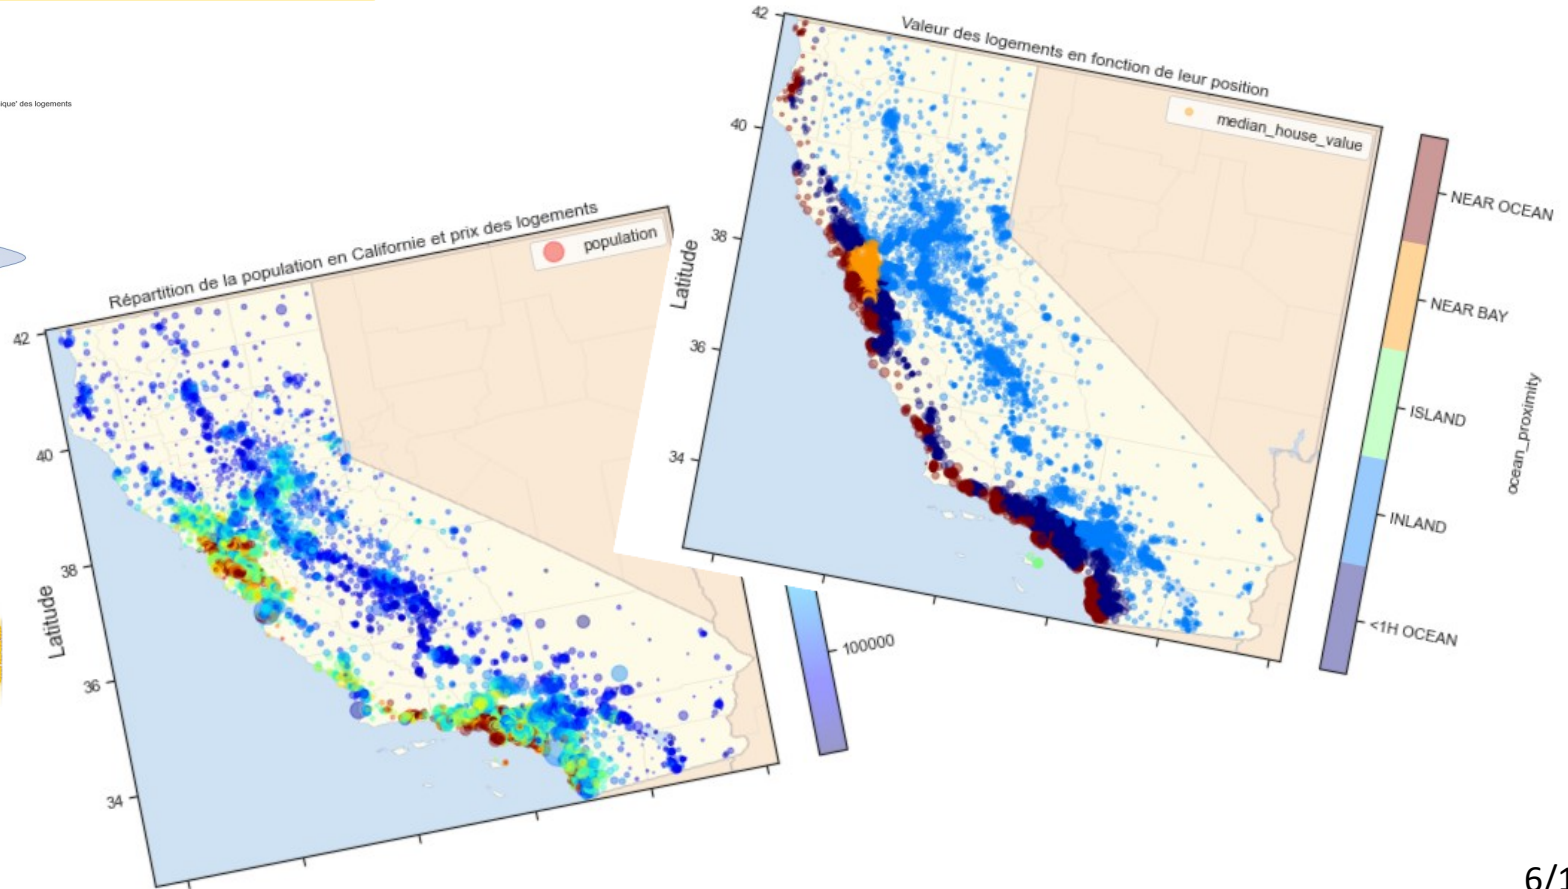 ique' des logements
Répartition de la population en Californie et prix des logements
population
42
40
38
36
34
Latitude
100000
Valeur des logements en fonction de leur position
median_house_value
42
40
38
36
34
Latitude
NEAR OCEAN
NEAR BAY
ISLAND
INLAND
<1H OCEAN
ocean_proximity
6/1